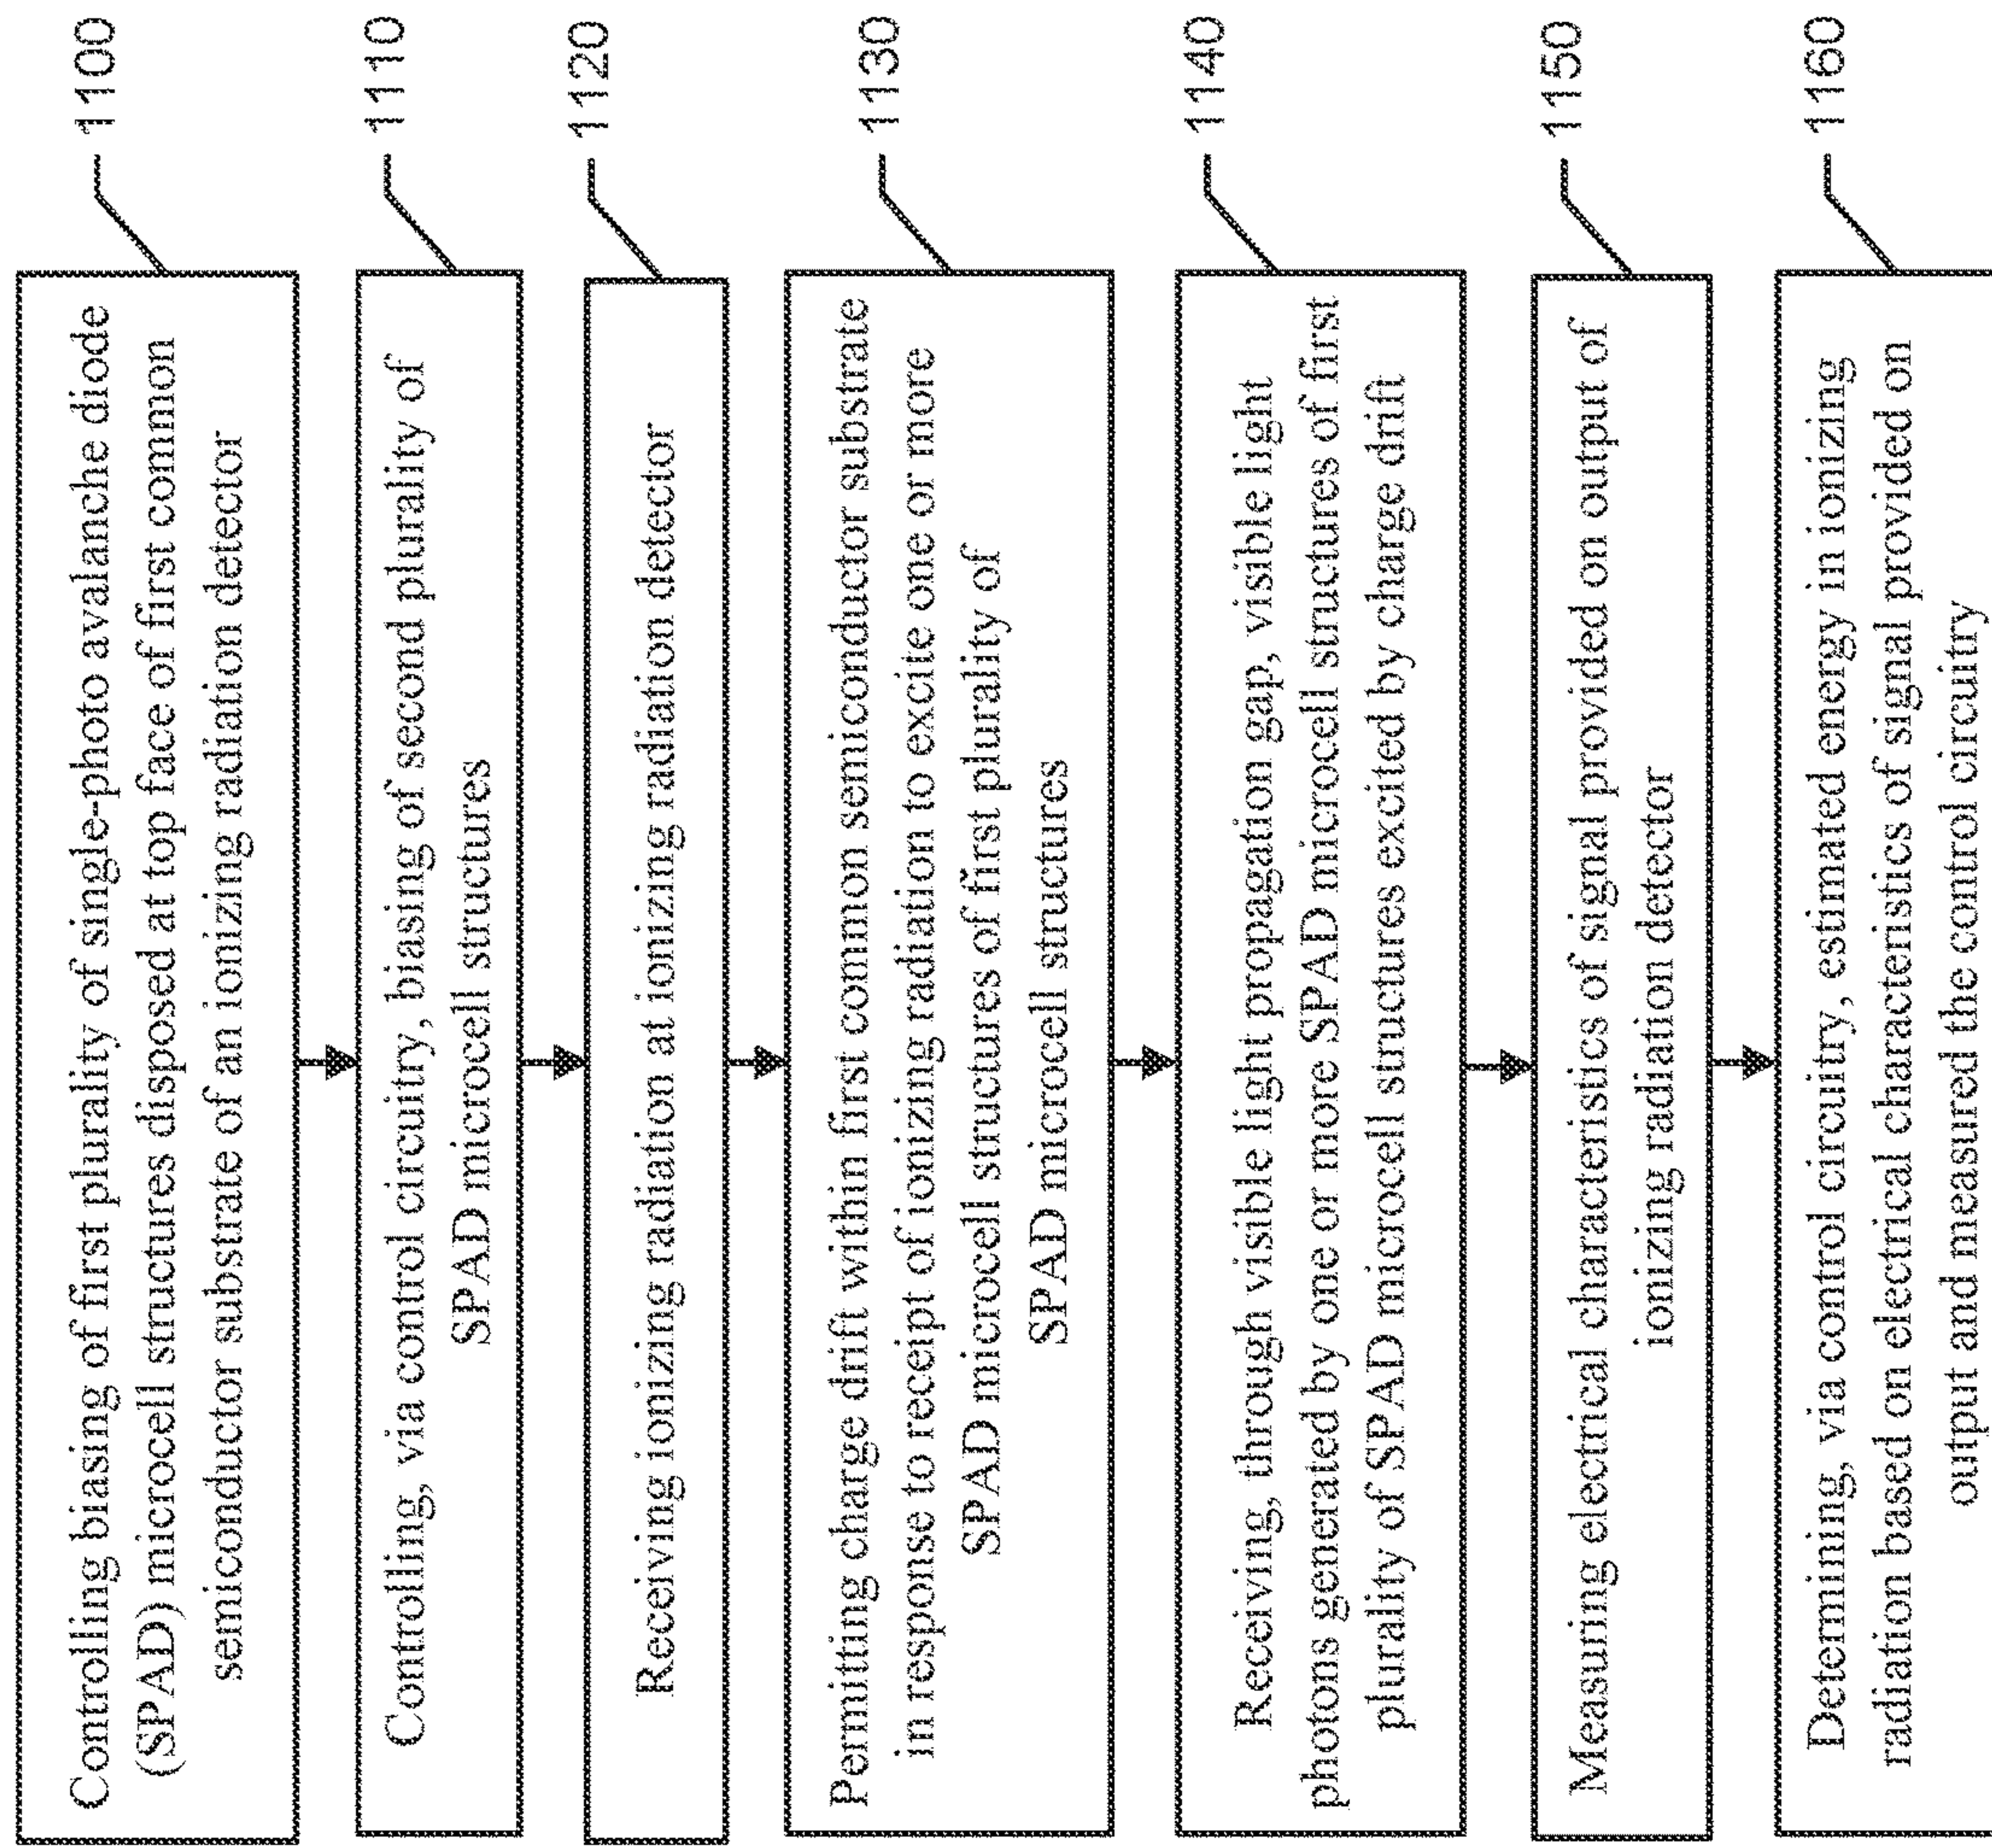 Controlling biasing of first plurality of single-photo avalanche diode
(SPAD) microcell structures disposed at top face of first common
semiconductor substrate of an ionizing radiation detector
1100
Controlling, via control circuitry, biasing of second plurality of
SPAD microcell structures
1110
Receiving ionizing radiation at ionizing radiation detector
1120
Permitting charge drift within first common semiconductor substrate
in response to receipt of ionizing radiation to excite one or more
SPAD microcell structures of first plurality of
SPAD microcell structures
1130
Receiving, through visible light propagation gap, visible light
photons generated by one or more SPAD microcell structures of first
plurality of SPAD microcell structures excited by charge drift
1140
Measuring electrical characteristics of signal provided on output of
ionizing radiation detector
1150
Determining, via control circuitry, estimated energy in ionizing
radiation based on electrical characteristics of signal provided on
output and measured the control circuitry
1160